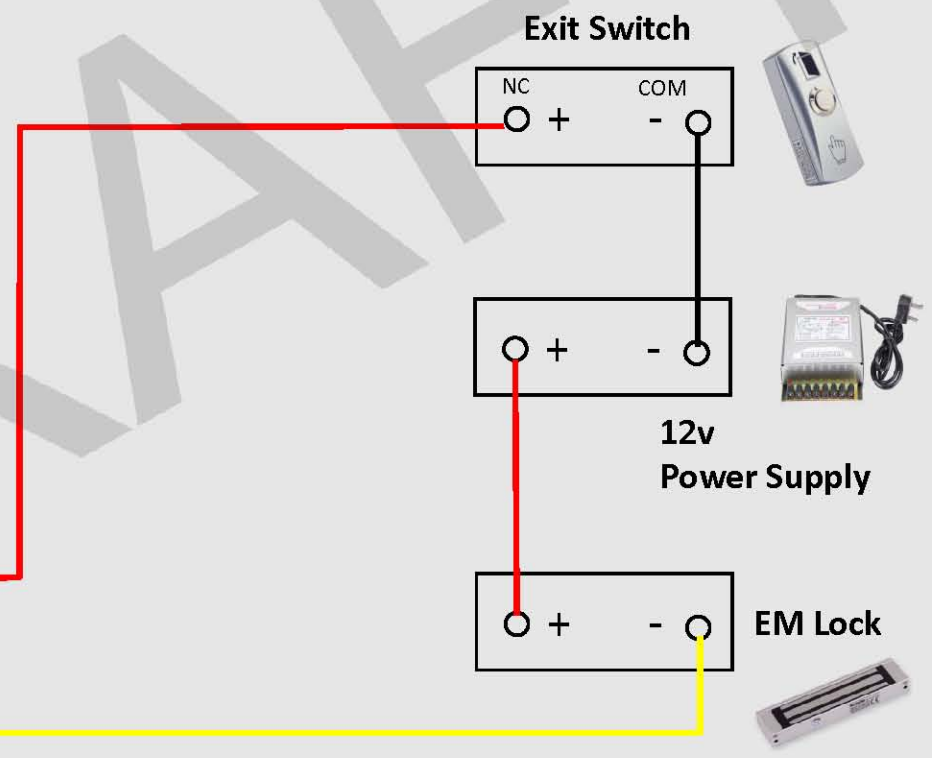 Exit Switch
NC COM
+ -
+ -
12v
Power Supply
+ -
EM Lock